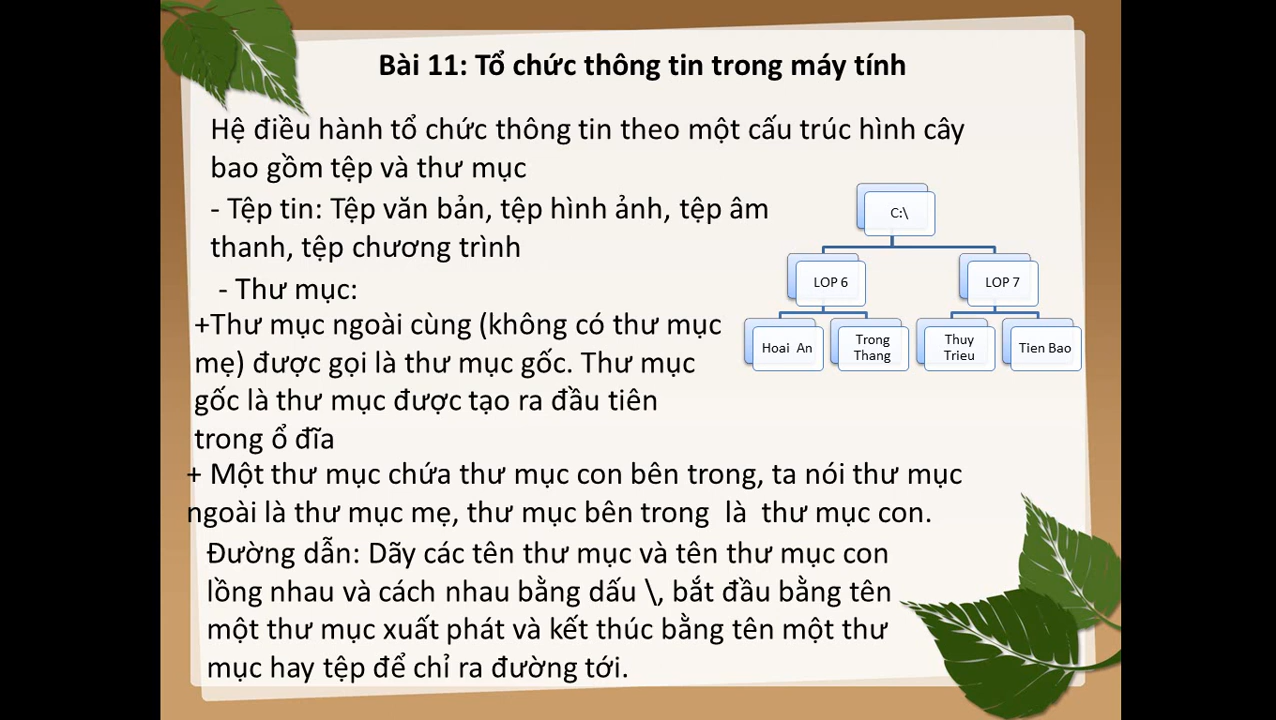 Bài 11: Tổ chức thông tin trong máy tính
Hệ điều hành tổ chức thông tin theo một cấu trúc hình cây
bao gồm tệp và thư mục
- Tệp tin: Tệp văn bản, tệp hình ảnh, tệp âm
thanh, tệp chương trình
- Thư mục:
+Thư mục ngoài cùng (không có thư mục
mẹ) được gọi là thư mục gốc. Thư mục
gốc là thư mục được tạo ra đầu tiên
trong ổ đĩa
+ Một thư mục chứa thư mục con bên trong, ta nói thư mục
ngoài là thư mục mẹ, thư mục bên trong  là  thư mục con.
Đường dẫn: Dãy các tên thư mục và tên thư mục con
lồng nhau và cách nhau bằng dấu \, bắt đầu bằng tên
một thư mục xuất phát và kết thúc bằng tên một thư
mục hay tệp để chỉ ra đường tới.
C:\
LOP 6
LOP 7
Hoai  An
Trong
Thang
Thuy
Trieu
Tien Bao